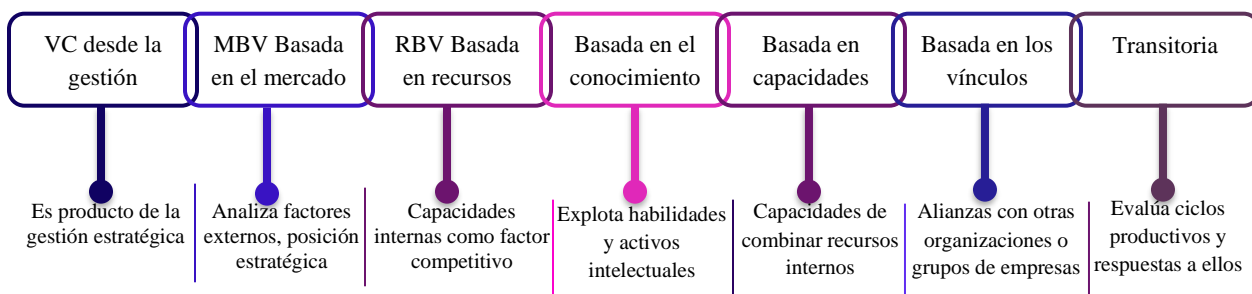 VC desde la
gestión
MBV Basada
en el mercado
RBV Basada
en recursos
Basada en el
conocimiento
Basada en
capacidades
Basada en los
vínculos
Transitoria
Es producto de la
gestión estratégica
Analiza factores
externos, posición
estratégica
Capacidades
internas como factor
competitivo
Explota habilidades
y activos
intelectuales
Capacidades de
combinar recursos
internos
Alianzas con otras
organizaciones o
grupos de empresas
Evalúa ciclos
productivos y
respuestas a ellos